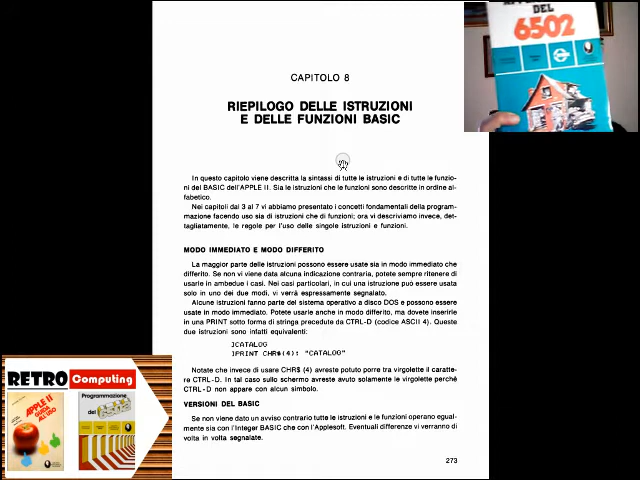 CAPITOLO 8
RIEPILOGO DELLE ISTRUZIONI
E DELLE FUNZIONI BASIC
In questo capitolo viene descritta la sintassi di tutte le istruzioni e di tutte le funzio-
ni del BASIC dell'APPLE II. Sia le istruzioni che le funzioni sono descritte in ordine al-
fabetico.
Nei capitoli dal 3 al 7 vi abbiamo presentato i concetti fondamentali della program-
mazione facendo uso sia di istruzioni che di funzioni; ora vi descriviamo invece, det-
tagliatamente, le regole per l'uso delle singole istruzioni e funzioni.
MODO IMMEDIATO E MODO DIFFERITO
La maggior parte delle istruzioni possono essere usate sia in modo immediato che
differito. Se non vi viene data alcuna indicazione contraria, potete sempre ritenere di
usarle in ambedue i casi. Nei casi particolari, in cui una istruzione può essere usata
solo in uno dei due modi, vi verrà espressamente segnalato.
Alcune istruzioni fanno parte del sistema operativo a disco DOS e possono essere
usate in modo immediato. Potete usarle anche in modo differito, ma dovete inserirle
in una PRINT sotto forma di stringa precedute da CTRL-D (codice ASCII 4). Queste
due istruzioni sono infatti equivalenti:
]CATALOG
]PRINT CHR$(4); "CATALOG"
Notate che invece di usare CHR$ (4) avreste potuto porre tra virgolette il caratte-
re CTRL-D. In tal caso sullo schermo avreste avuto solamente le virgolette perché
CTRL-D non appare con alcun simbolo.
VERSIONI DEL BASIC
Se non viene dato un avviso contrario tutte le istruzioni e le funzioni operano egual-
mente sia con l'Integer BASIC che con l'Applesoft. Eventuali differenze vi verranno di
volta in volta segnalate.
273
DEL
6502
RETRO Computing
APPLE II
GUIDA
ALL'USO
Programmazione
del 6502